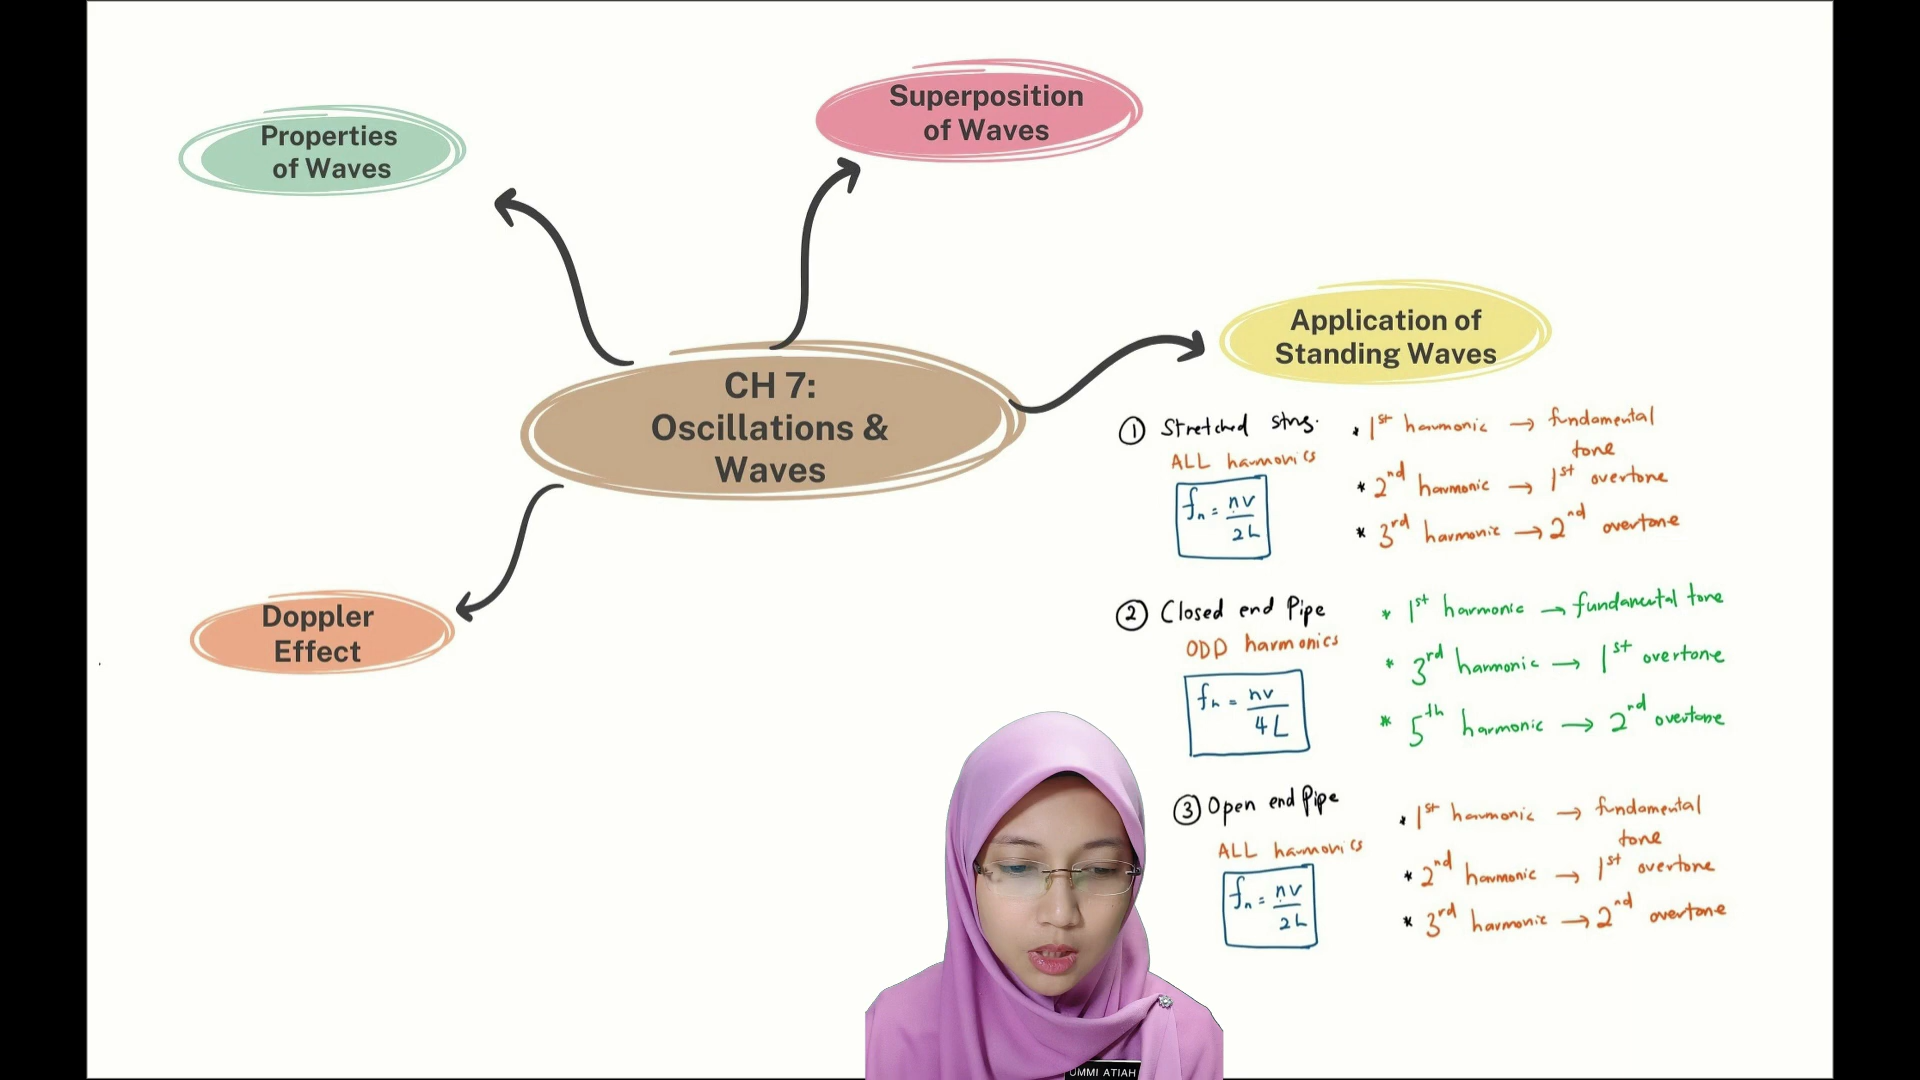 Superposition
of Waves
Properties
of Waves
Application of
Standing Waves
CH 7:
Oscillations &
Waves
Doppler
Effect
① Stretched
ALL harmonics
fn = nv
2L
* 1st harmonic → fundamental
tone
* 2nd harmonic → 1st overtone
* 3rd harmonic → 2nd overtone
② Closed end Pipe
ODD harmonics
fn = nv
4L
* 1st harmonic → fundamental tone
* 3rd harmonic → 1st overtone
* 5th harmonic → 2nd overtone
③ Open end Pipe
ALL harmonics
fn = nv
2L
* 1st harmonic → fundamental
tone
* 2nd harmonic → 1st overtone
* 3rd harmonic → 2nd overtone
UMMI ATIAH